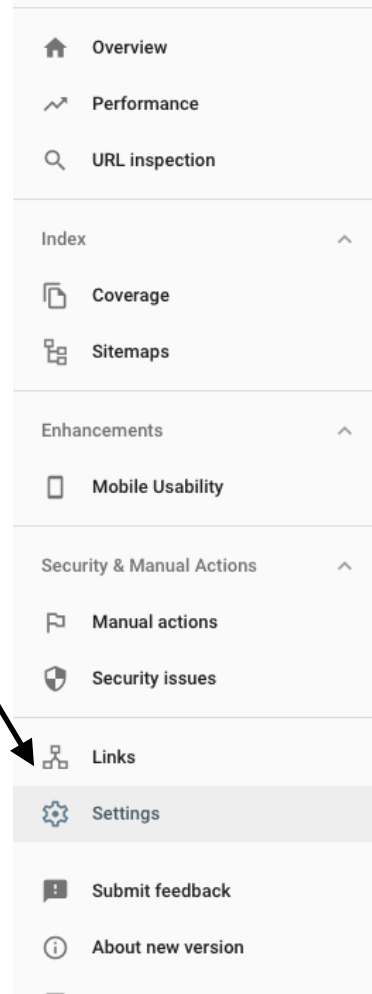 Overview
Performance
URL inspection
Index
Coverage
Sitemaps
Enhancements
Mobile Usability
Security & Manual Actions
Manual actions
Security issues
Links
Settings
Submit feedback
About new version